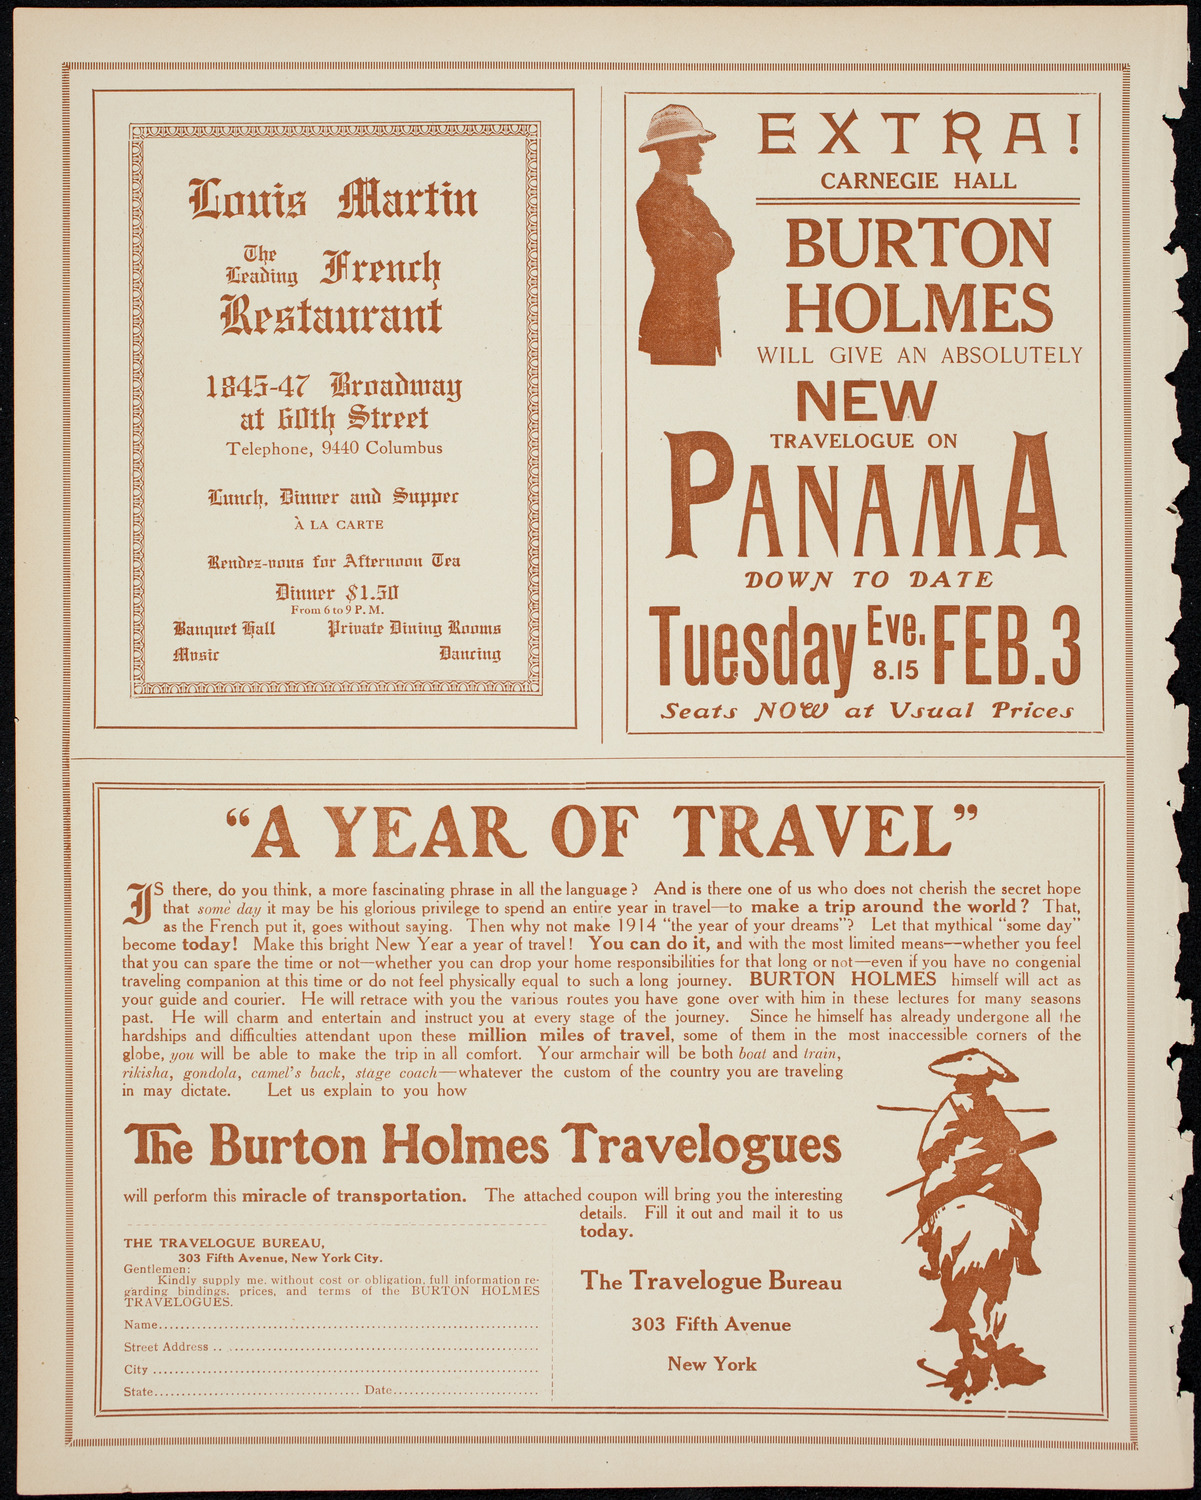 Louis Martin
The
Leading French
Restaurant
1845-47 Broadway
at 60th Street
Telephone, 9440 Columbus
Lunch, Dinner and Supper
À LA CARTE
Rendez-vous for Afternoon Tea
Dinner $1.50
From 6 to 9 P. M.
Banquet Hall Private Dining Rooms
Music Dancing
EXTRA!
CARNEGIE HALL
BURTON
HOLMES
WILL GIVE AN ABSOLUTELY
NEW
TRAVELOGUE ON
PANAMA
DOWN TO DATE
Tuesday Eve. 8.15 FEB. 3
Seats NOW at Usual Prices
"A YEAR OF TRAVEL"
IS there, do you think, a more fascinating phrase in all the language? And is there one of us who does not cherish the secret hope
that some day it may be his glorious privilege to spend an entire year in travel—to make a trip around the world? That,
as the French put it, goes without saying. Then why not make 1914 "the year of your dreams"? Let that mythical "some day"
become today! Make this bright New Year a year of travel! You can do it, and with the most limited means—whether you feel
that you can spare the time or not—whether you can drop your home responsibilities for that long or not—even if you have no congenial
traveling companion at this time or do not feel physically equal to such a long journey. BURTON HOLMES himself will act as
your guide and courier. He will retrace with you the various routes you have gone over with him in these lectures for many seasons
past. He will charm and entertain and instruct you at every stage of the journey. Since he himself has already undergone all the
hardships and difficulties attendant upon these million miles of travel, some of them in the most inaccessible corners of the
globe, you will be able to make the trip in all comfort. Your armchair will be both boat and train,
rikisha, gondola, camel's back, stage coach—whatever the custom of the country you are traveling
in may dictate. Let us explain to you how
The Burton Holmes Travelogues
will perform this miracle of transportation. The attached coupon will bring you the interesting
details. Fill it out and mail it to us
today.
THE TRAVELOGUE BUREAU,
303 Fifth Avenue, New York City.
Gentlemen:
Kindly supply me, without cost or obligation, full information re-
garding bindings, prices, and terms of the BURTON HOLMES
TRAVELOGUES.
Name
Street Address
City
State Date
The Travelogue Bureau
303 Fifth Avenue
New York